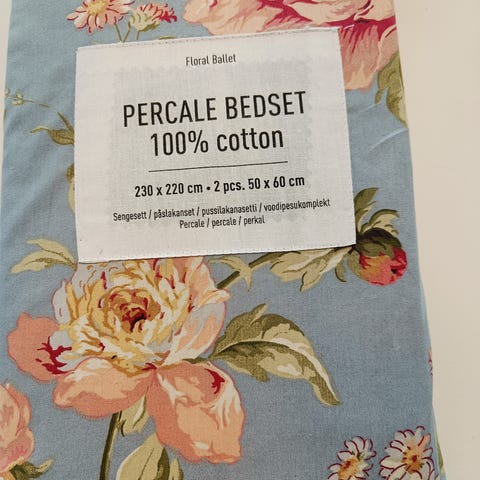 Floral Ballet
PERCALE BEDSET
100% cotton
230 x 220 cm • 2 pcs. 50 x 60 cm
Sengesett / påslakanset / pussilakanasetti / voodipesukomplekt
Percale / percale / perkal